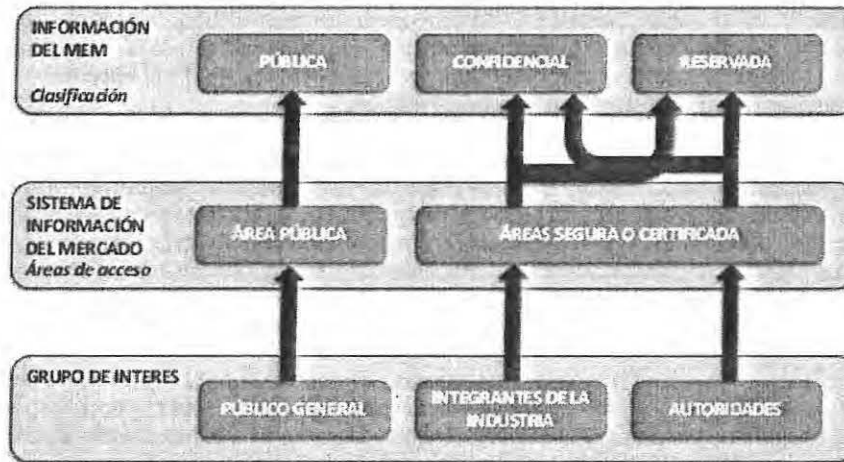 INFORMACIÓN
DEL MEM
Clasificación
PÚBLICA
CONFIDENCIAL
RESERVADA
SISTEMA DE
INFORMACIÓN
DEL MERCADO
Áreas de acceso
ÁREA PÚBLICA
ÁREAS SEGURA O CERTIFICADA
GRUPO DE INTERES
PÚBLICO GENERAL
INTEGRANTES DE LA
INDUSTRIA
AUTORIDADES